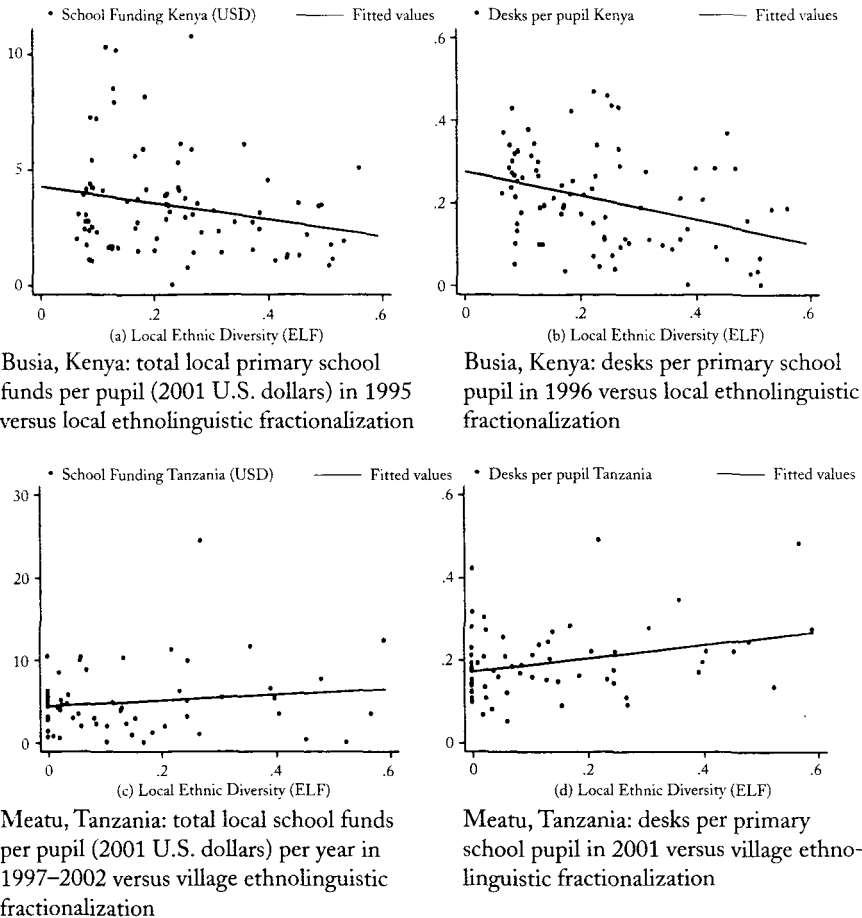 • School Funding Kenya (USD) —— Fitted values
10
5
0
0 .2 .4 .6
(a) Local Ethnic Diversity (ELF)
Busia, Kenya: total local primary school
funds per pupil (2001 U.S. dollars) in 1995
versus local ethnolinguistic fractionalization
• Desks per pupil Kenya —— Fitted values
.6
.4
.2
0
0 .2 .4 .6
(b) Local Ethnic Diversity (ELF)
Busia, Kenya: desks per primary school
pupil in 1996 versus local ethnolinguistic
fractionalization
• School Funding Tanzania (USD) —— Fitted values
30
20
10
0
0 .2 .4 .6
(c) Local Ethnic Diversity (ELF)
Meatu, Tanzania: total local school funds
per pupil (2001 U.S. dollars) per year in
1997–2002 versus village ethnolinguistic
fractionalization
• Desks per pupil Tanzania —— Fitted values
.6
.4
.2
0
0 .2 .4 .6
(d) Local Ethnic Diversity (ELF)
Meatu, Tanzania: desks per primary
school pupil in 2001 versus village ethno-
linguistic fractionalization